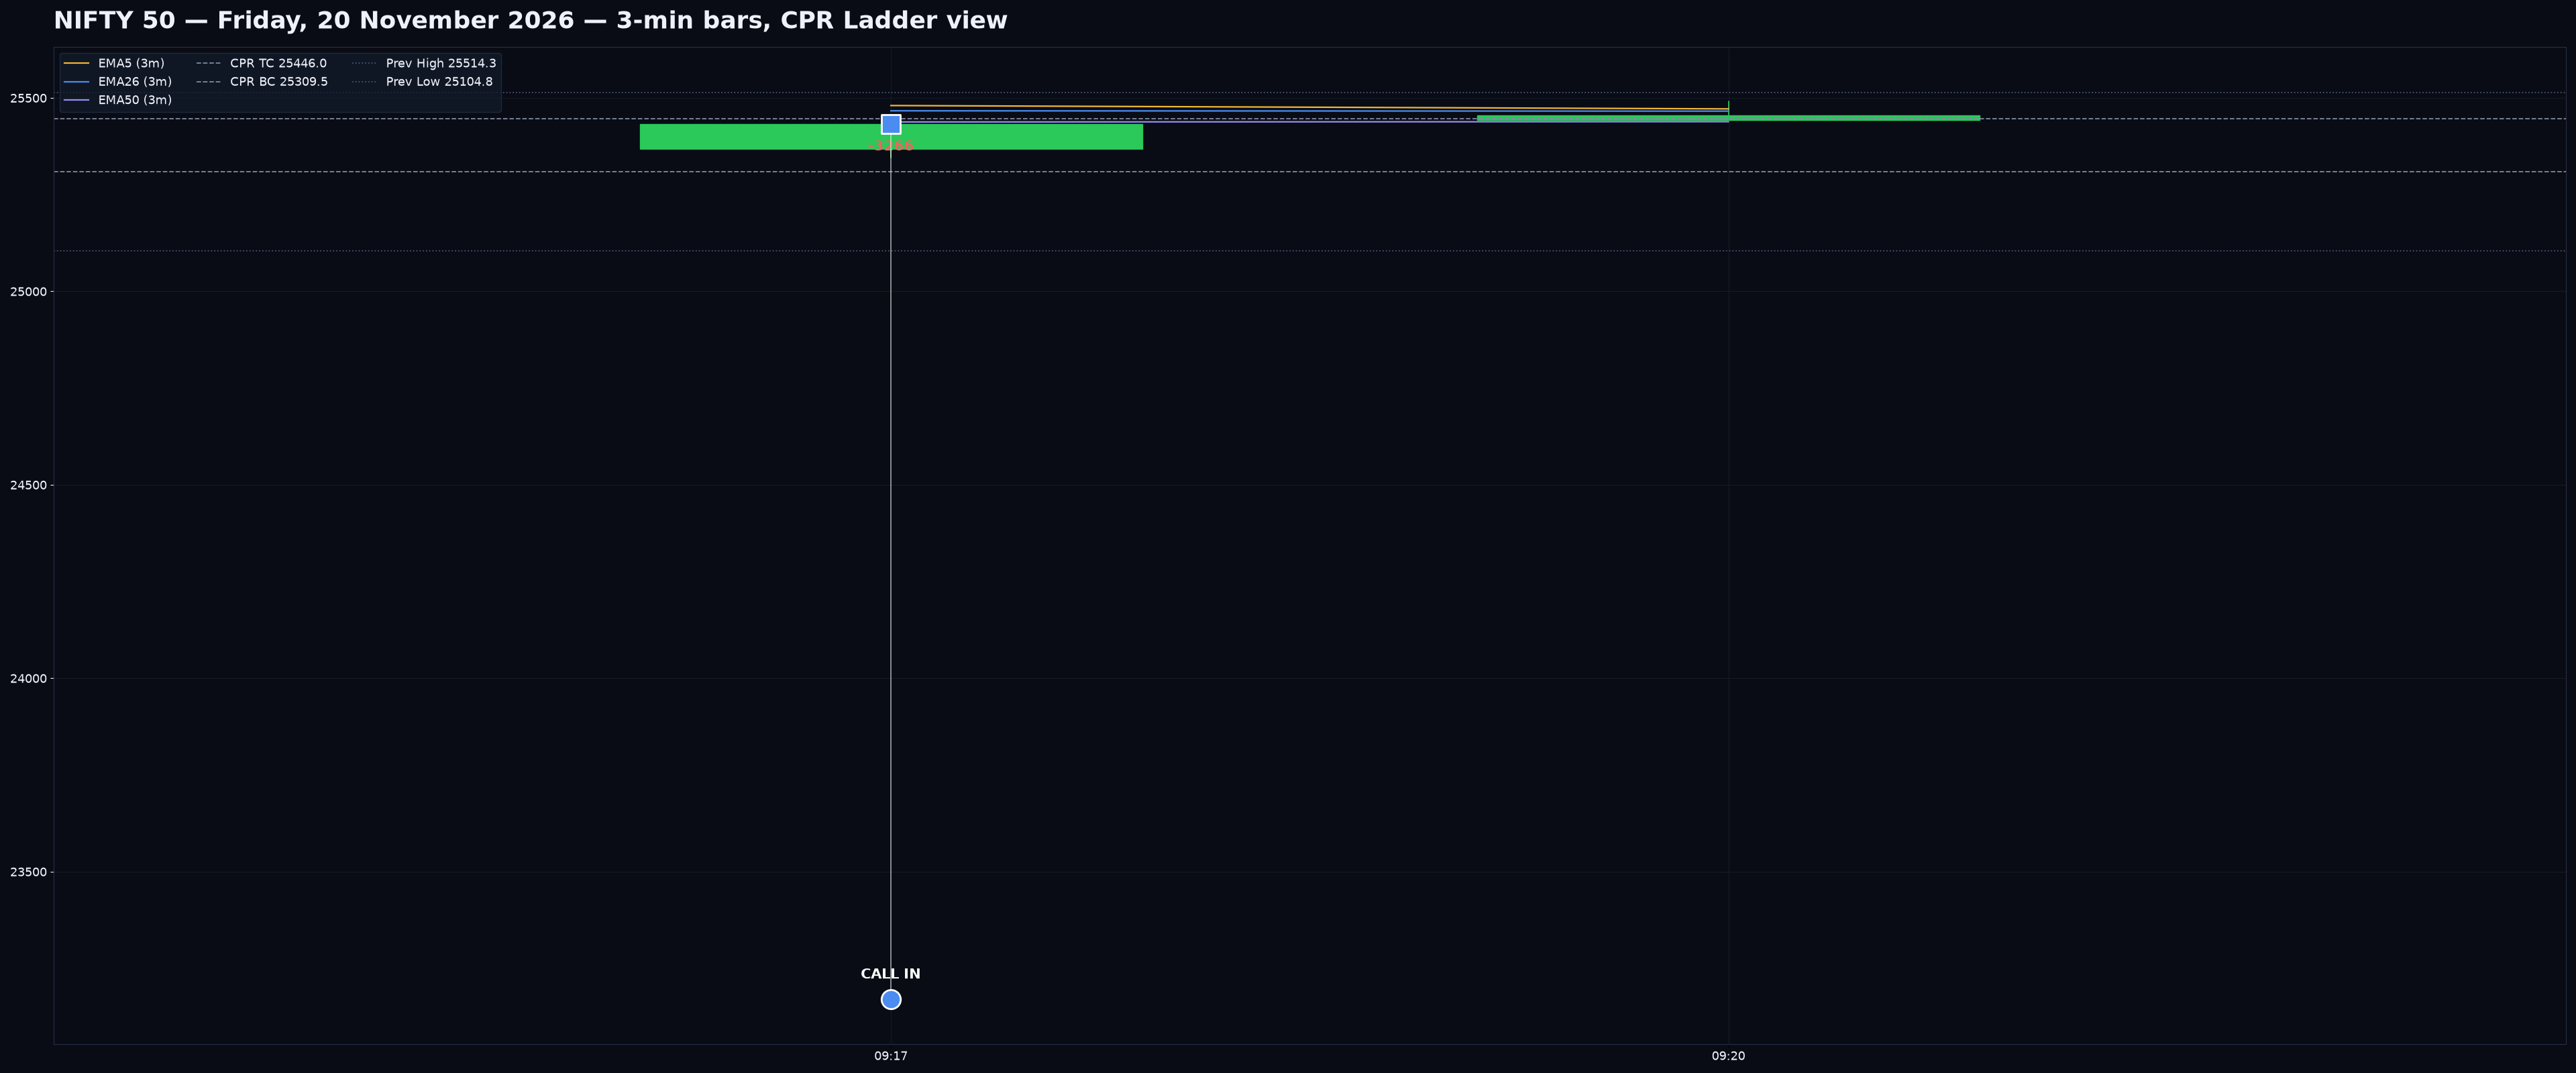 NIFTY 50 — Friday, 20 November 2026 — 3-min bars, CPR Ladder view
EMA5 (3m) CPR TC 25446.0 Prev High 25514.3
EMA26 (3m) CPR BC 25309.5 Prev Low 25104.8
EMA50 (3m)
25500
-3266
25000
24500
24000
23500
CALL IN
09:17 09:20